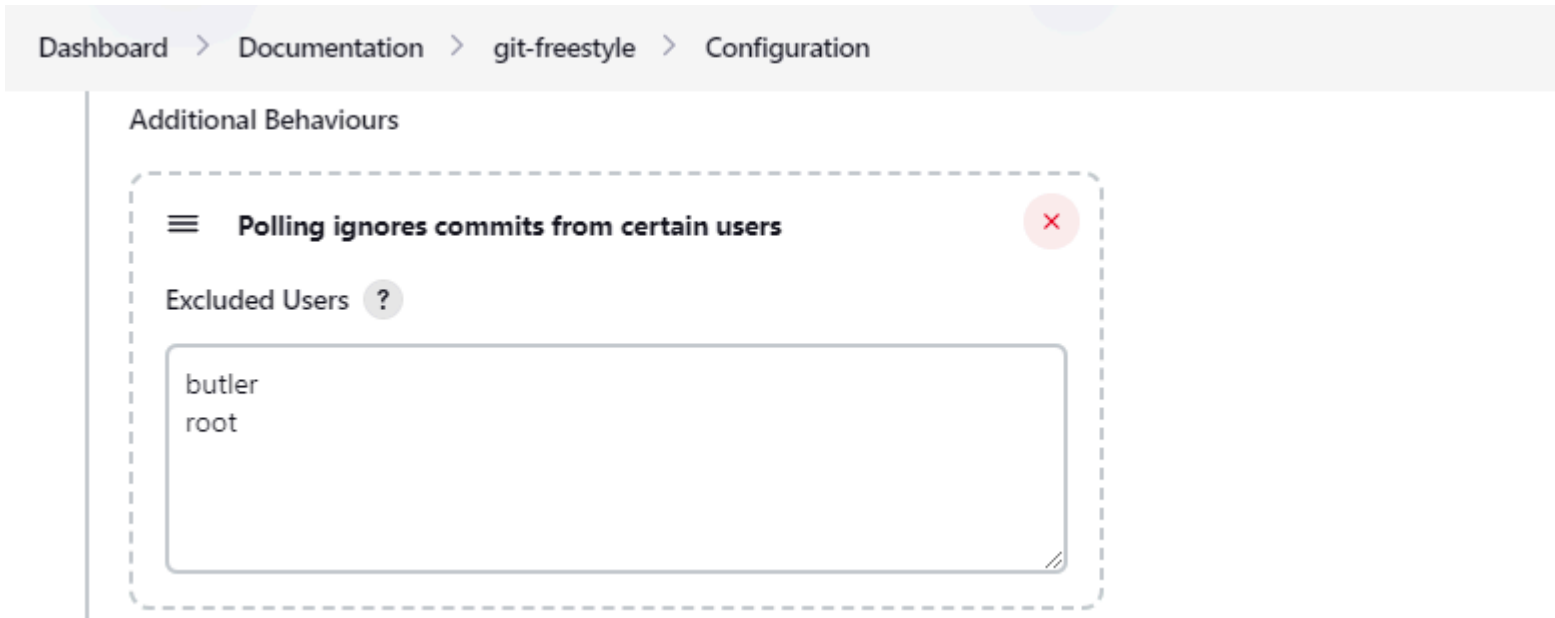 Dashboard > Documentation > git-freestyle > Configuration
Additional Behaviours
Polling ignores commits from certain users
Excluded Users ?
butler
root